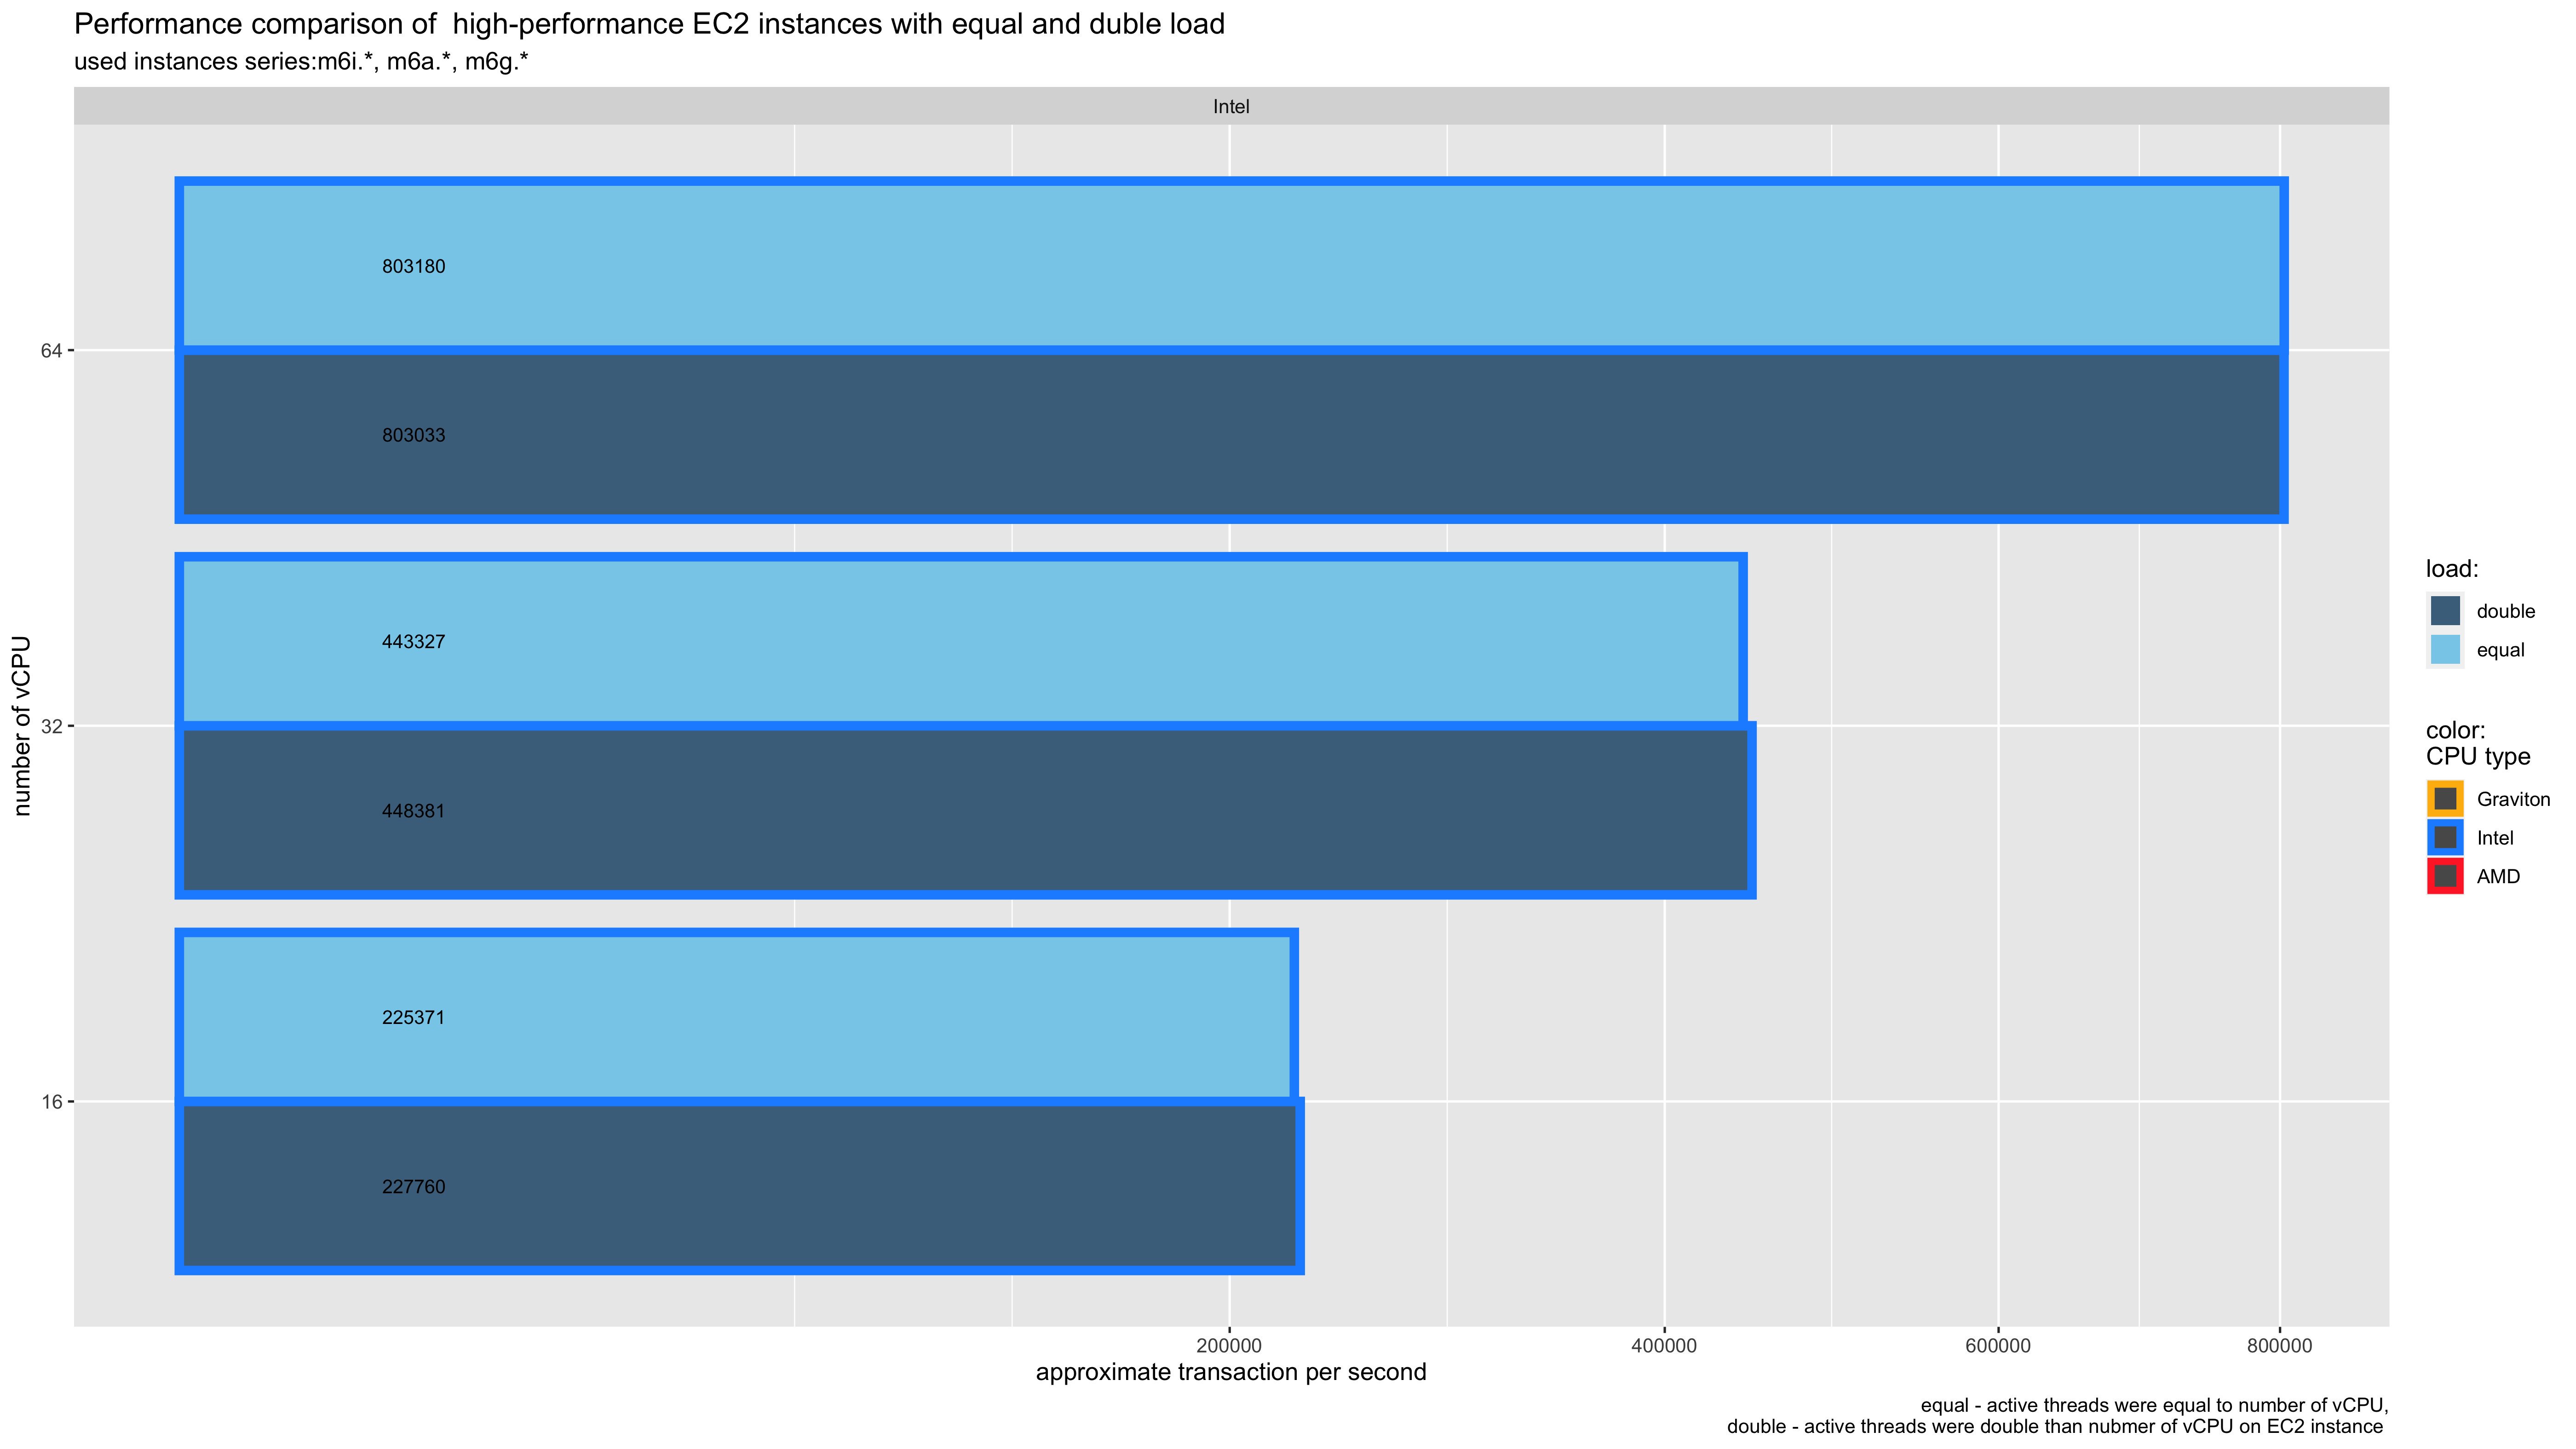 Performance comparison of  high-performance EC2 instances with equal and duble load
used instances series:m6i.*, m6a.*, m6g.*
Intel
803180
64
803033
443327
32
448381
225371
16
227760
number of vCPU
200000 400000 600000 800000
approximate transaction per second
load:
double
equal
color:
CPU type
Graviton
Intel
AMD
equal - active threads were equal to number of vCPU,
double - active threads were double than nubmer of vCPU on EC2 instance